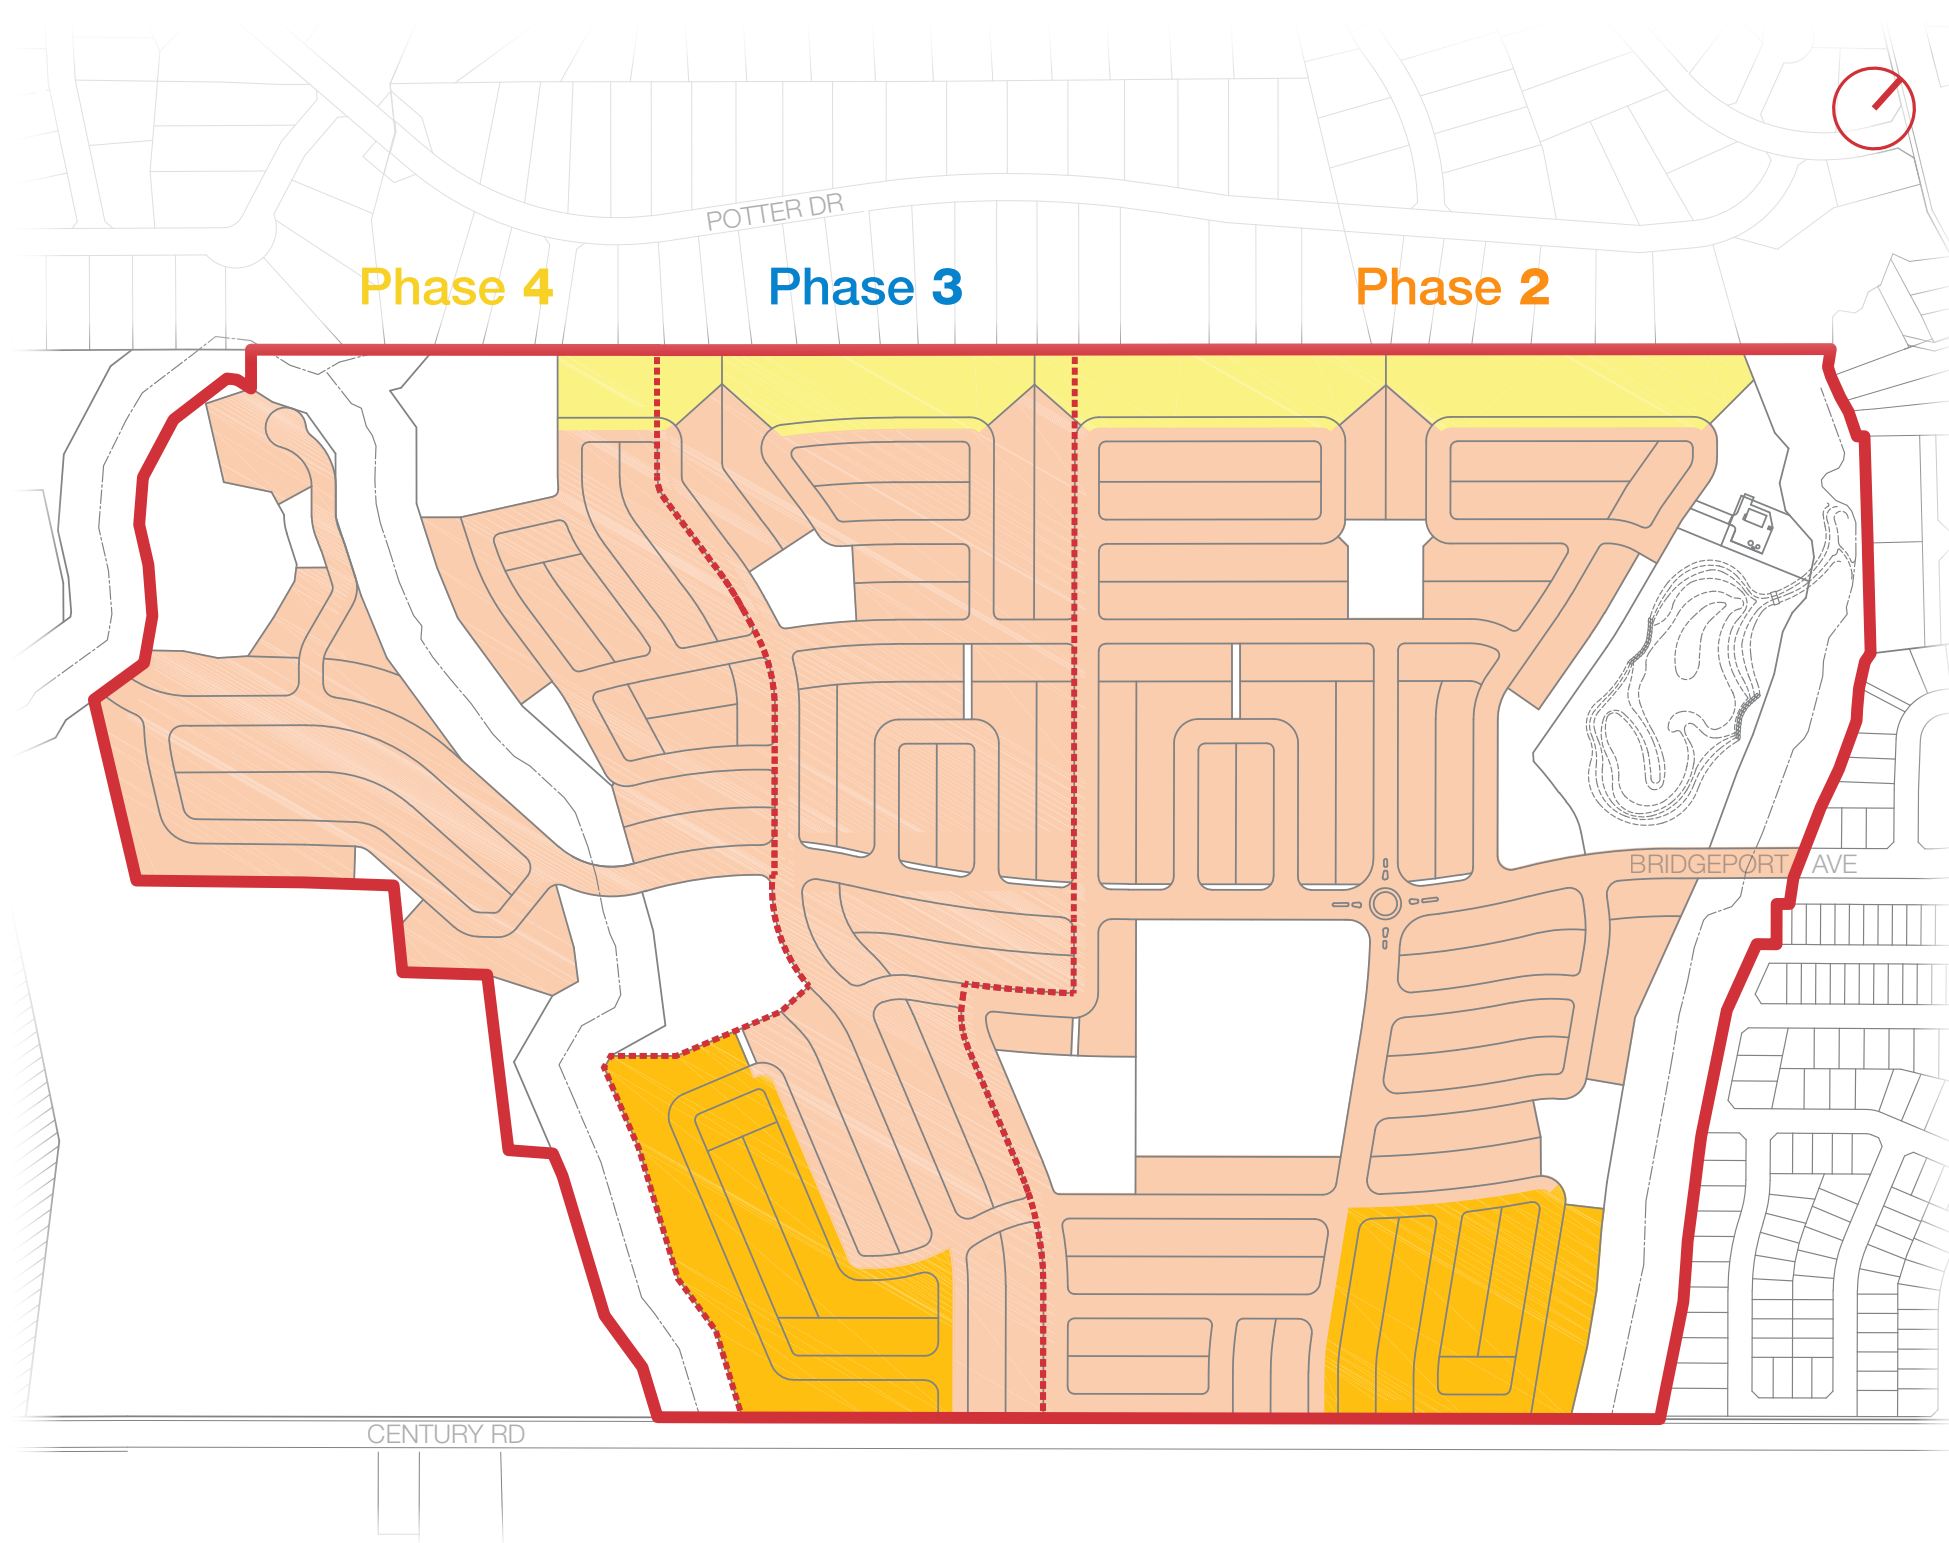 POTTER DR
Phase 4
Phase 3
Phase 2
BRIDGEPORT AVE
CENTURY RD